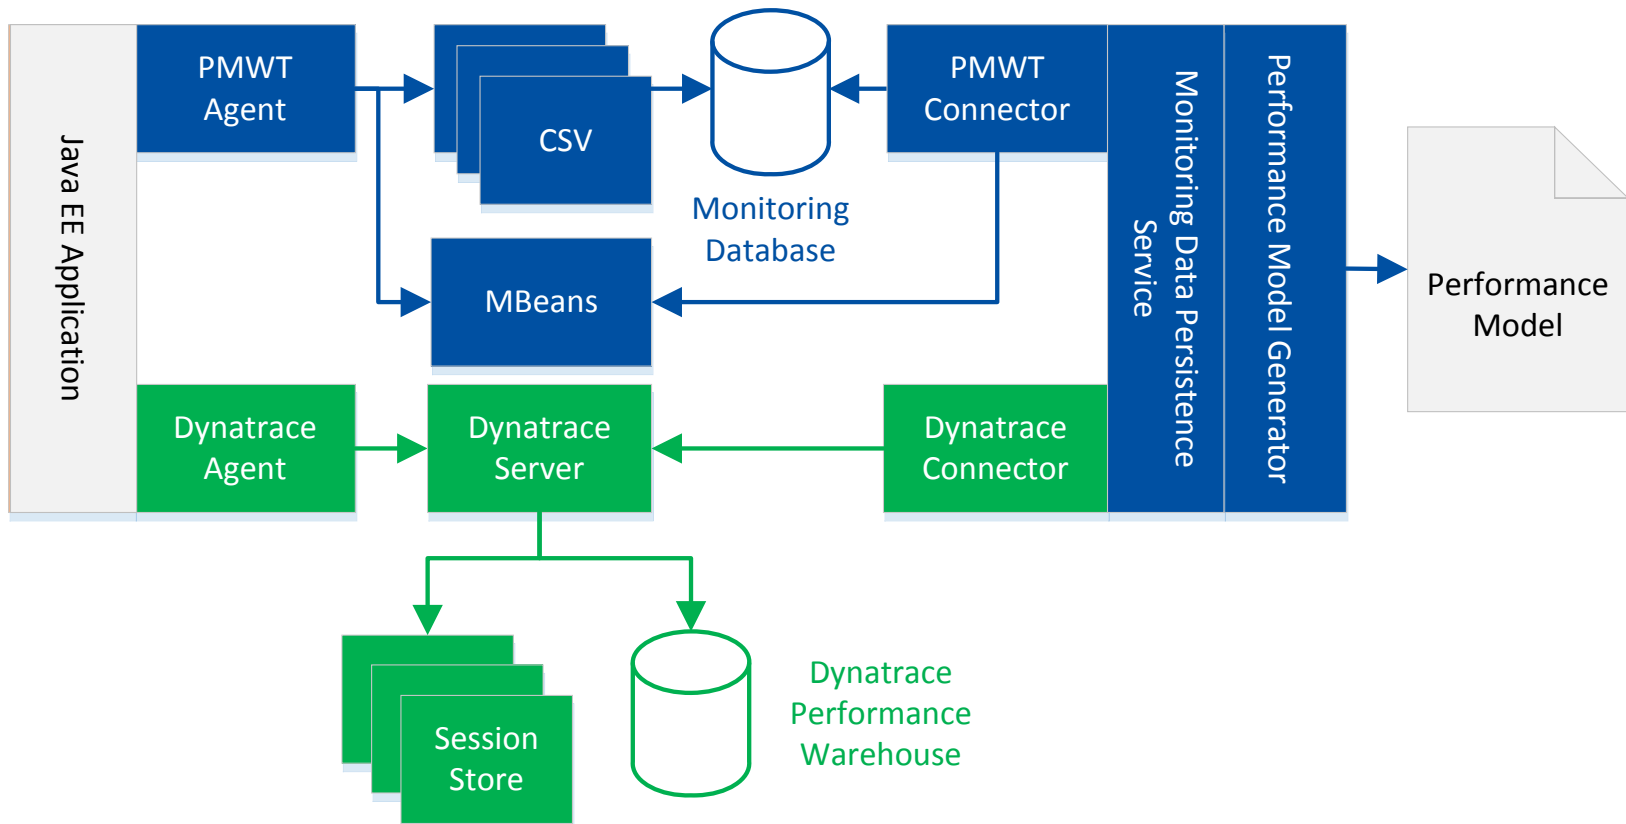 Java EE Application
PMWT
Agent
CSV
Monitoring
Database
PMWT
Connector
MBeans
Dynatrace
Agent
Dynatrace
Server
Dynatrace
Connector
Monitoring Data Persistence
Service
Performance Model Generator
Performance
Model
Session
Store
Dynatrace
Performance
Warehouse